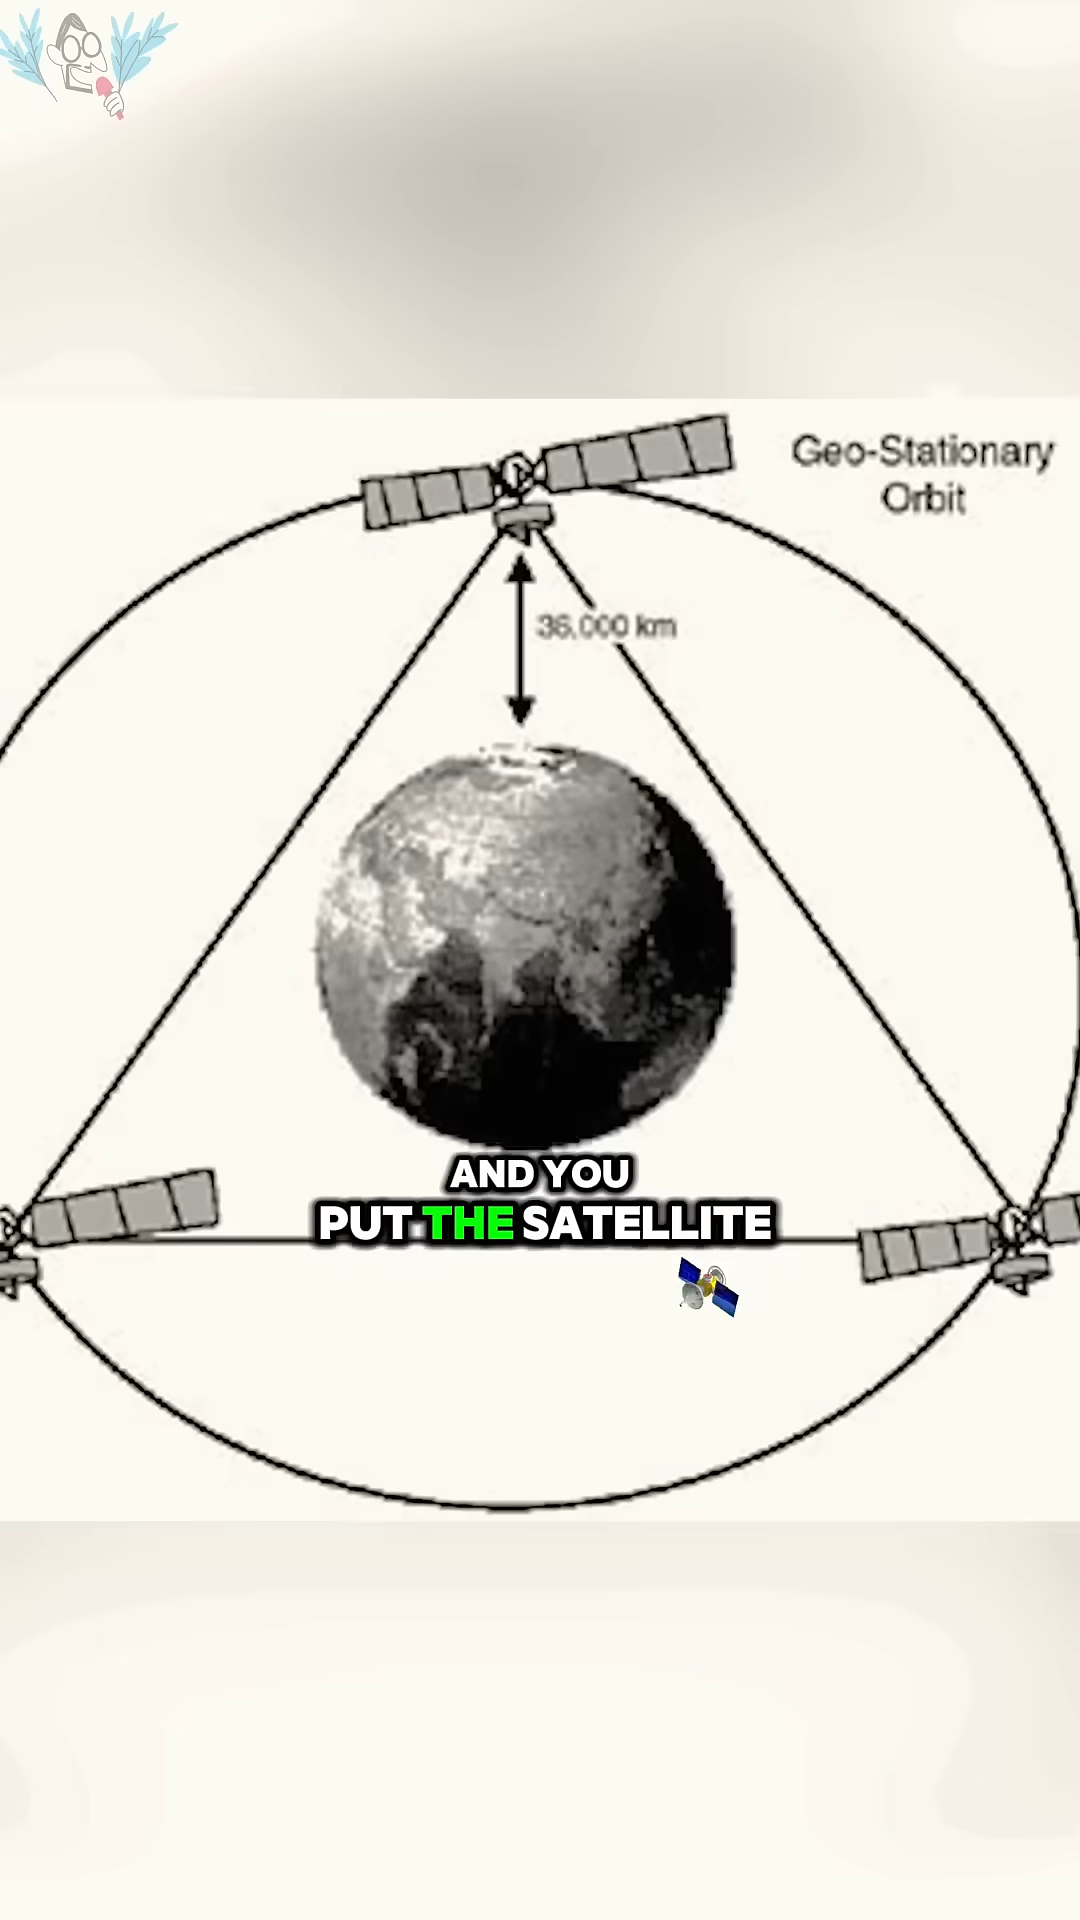 Geo-Stationary
Orbit
36,000 km
AND YOU
PUT THE SATELLITE